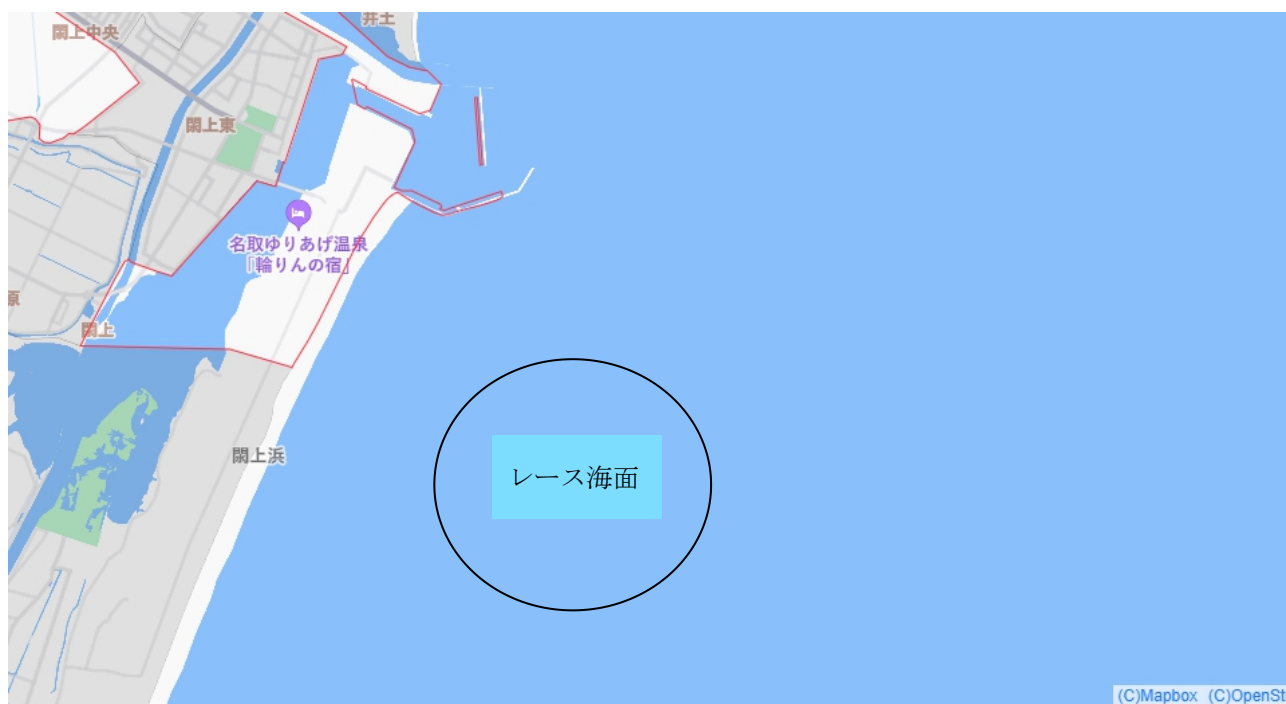 井土
閖上中央
閖上東
名取ゆりあげ温泉
「輪りんの宿」
原
閖上
閖上浜
レース海面
(C)Mapbox (C)OpenSt